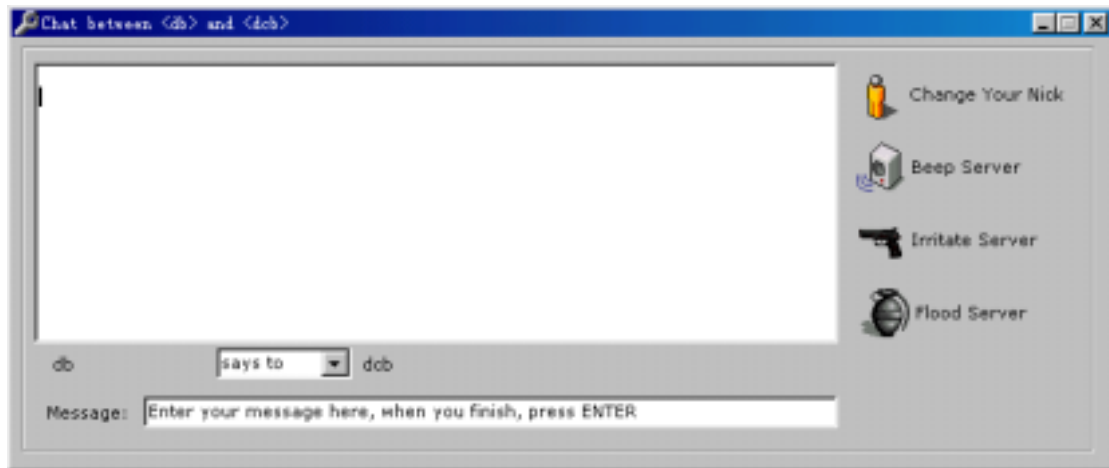 Chat between <db> and <dcb>
Change Your Nick
Beep Server
Irritate Server
Flood Server
db says to dcb
Message: Enter your message here, when you finish, press ENTER